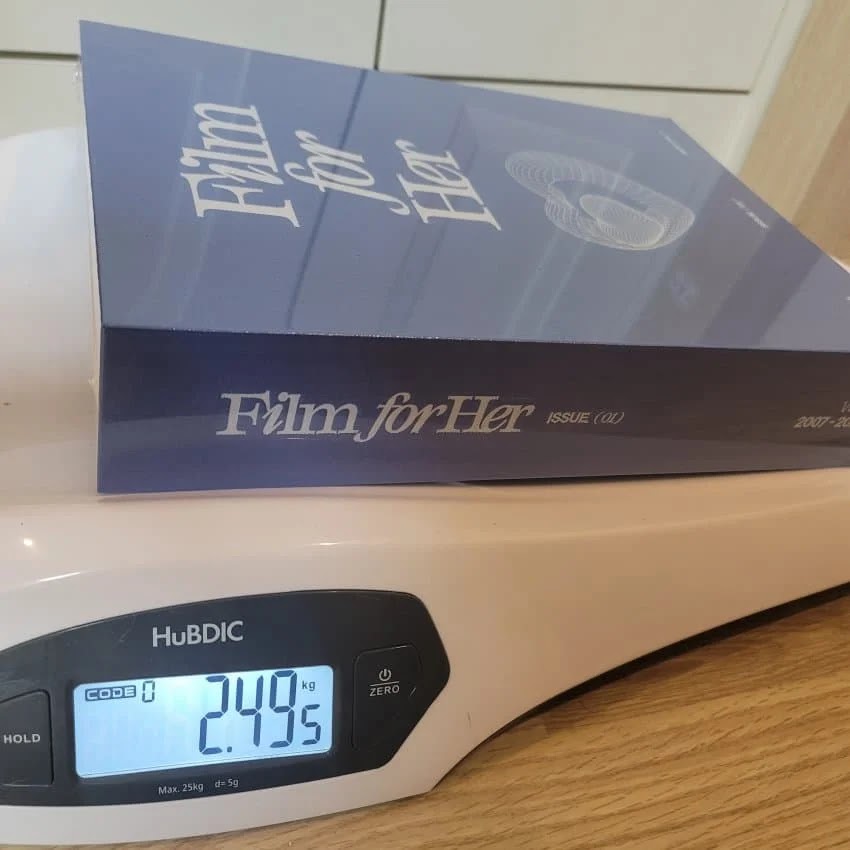 Film
for
Her
Film for Her ISSUE (01)
HuBDIC
HOLD
CODE 0
2.495 kg
ZERO
Max. 25kg d= 5g